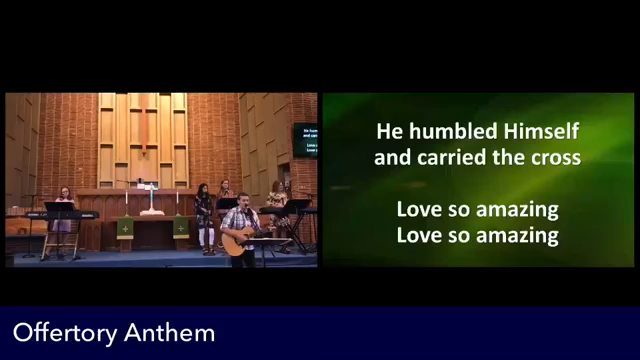 He humbled Himself
and carried the cross
Love so amazing
Love so amazing
Offertory Anthem